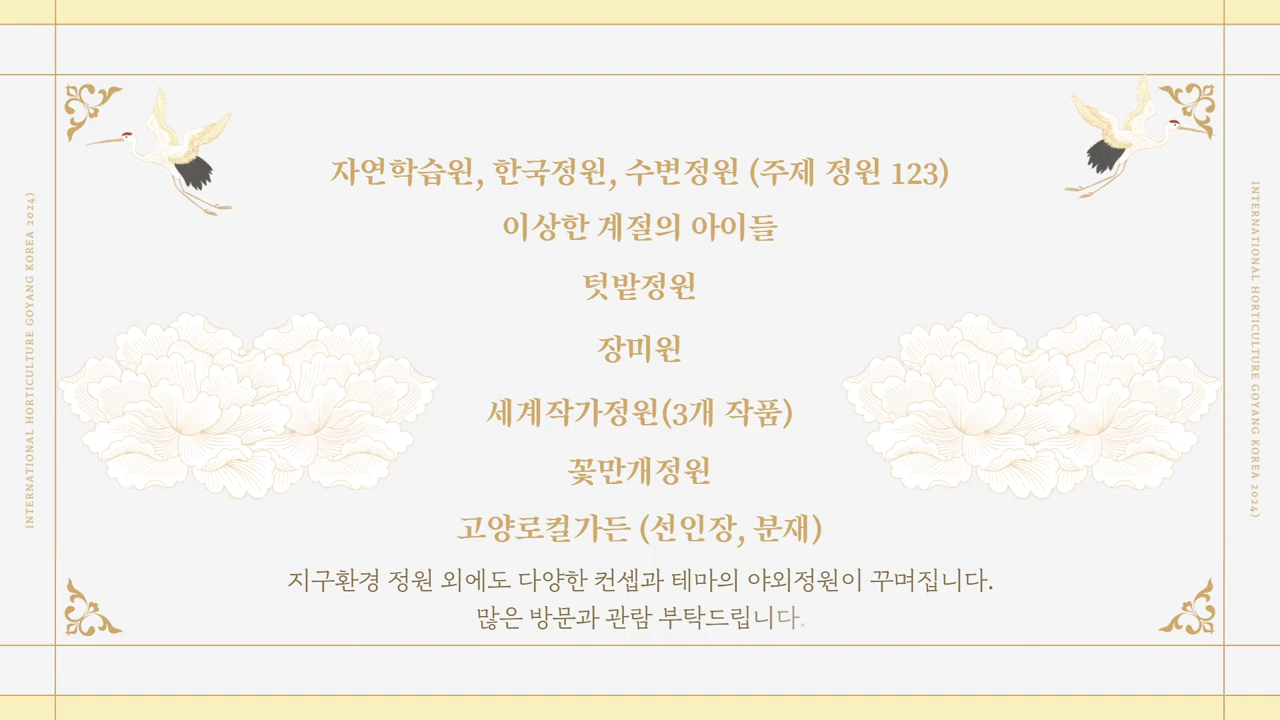 자연학습원, 한국정원, 수변정원 (주제 정원 123)
이상한 계절의 아이들
텃밭정원
장미원
세계작가정원(3개 작품)
꽃만개정원
고양로컬가든 (선인장, 분재)
지구환경 정원 외에도 다양한 컨셉과 테마의 야외정원이 꾸며집니다.
많은 방문과 관람 부탁드립니다.
INTERNATIONAL HORTICULTURE GOYANG KOREA 2024)
INTERNATIONAL HORTICULTURE GOYANG KOREA 2024)